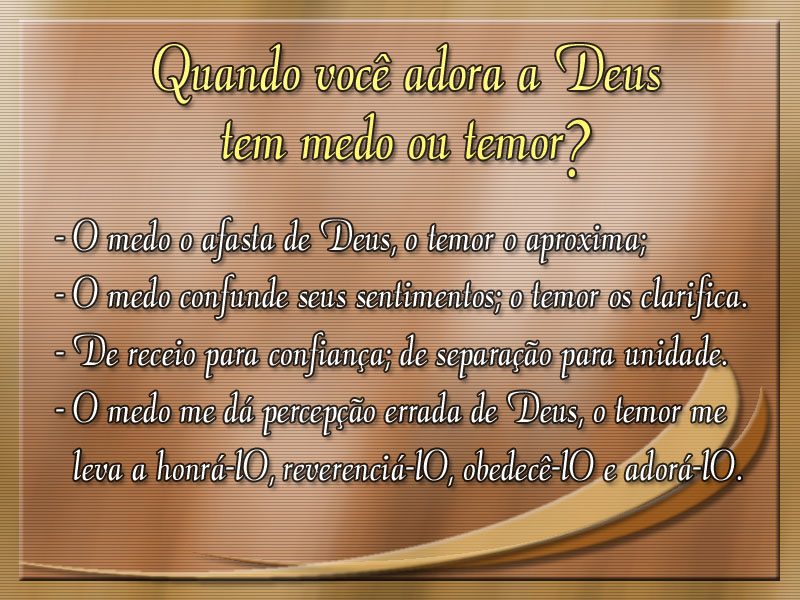 Quando você adora a Deus
tem medo ou temor?
- O medo o afasta de Deus, o temor o aproxima;
- O medo confunde seus sentimentos; o temor os clarifica.
- De receio para confiança; de separação para unidade.
- O medo me dá percepção errada de Deus, o temor me
leva a honrá-lO, reverenciá-lO, obedecê-lO e adorá-lO.